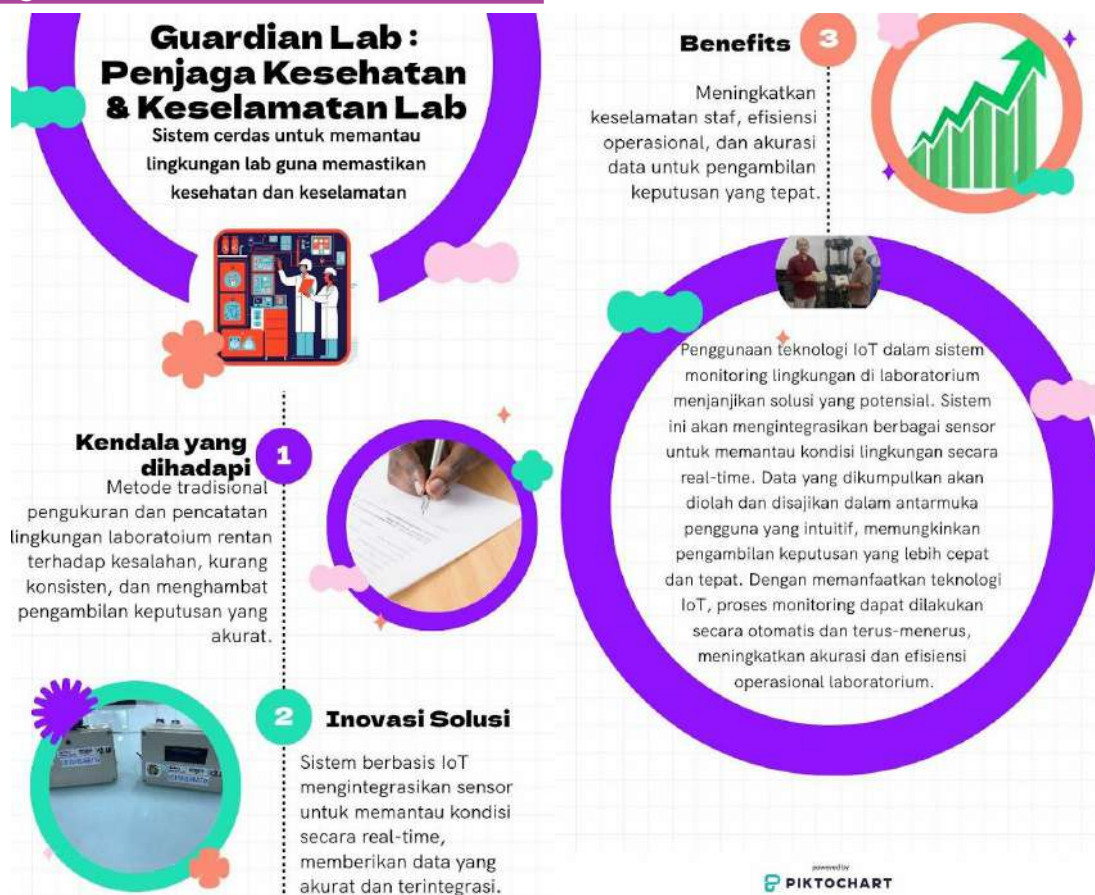 Guardian Lab :
Penjaga Kesehatan
& Keselamatan Lab
Sistem cerdas untuk memantau
lingkungan lab guna memastikan
kesehatan dan keselamatan
Kendala yang
dihadapi
1
Metode tradisional
pengukuran dan pencatatan
lingkungan laboratoium rentan
terhadap kesalahan, kurang
konsisten, dan menghambat
pengambilan keputusan yang
akurat.
2
Inovasi Solusi
Sistem berbasis IoT
mengintegrasikan sensor
untuk memantau kondisi
secara real-time,
memberikan data yang
akurat dan terintegrasi.
Benefits
3
Meningkatkan
keselamatan staf, efisiensi
operasional, dan akurasi
data untuk pengambilan
keputusan yang tepat.
Penggunaan teknologi IoT dalam sistem
monitoring lingkungan di laboratorium
menjanjikan solusi yang potensial. Sistem
ini akan mengintegrasikan berbagai sensor
untuk memantau kondisi lingkungan secara
real-time. Data yang dikumpulkan akan
diolah dan disajikan dalam antarmuka
pengguna yang intuitif, memungkinkan
pengambilan keputusan yang lebih cepat
dan tepat. Dengan memanfaatkan teknologi
IoT, proses monitoring dapat dilakukan
secara otomatis dan terus-menerus,
meningkatkan akurasi dan efisiensi
operasional laboratorium.
powered by
PIKTOCHART